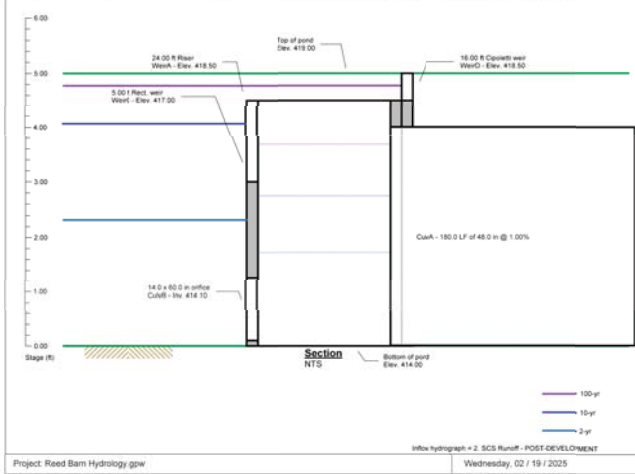 6.00
Top of pond
Elev. 419.00
24.00 ft Riser
WeirA - Elev. 418.50
16.00 ft Cipoletti weir
WeirD - Elev. 418.50
5.00
5.00 f Rect. weir
Elev. 417.00
4.00
3.00
2.00
CulvA - 180.0 LF of 48.0 in @ 1.00%
14.0 x 60.0 in orifice
CulvB - Inv. 414.10
1.00
0.00
Stage (ft)
Section
NTS
Bottom of pond
Elev. 414.00
100-yr
10-yr
2-yr
Inflow hydrograph = 2. SCS Runoff - POST-DEVELOPMENT
Project: Reed Barn Hydrology.gpw
Wednesday, 02 / 19 / 2025